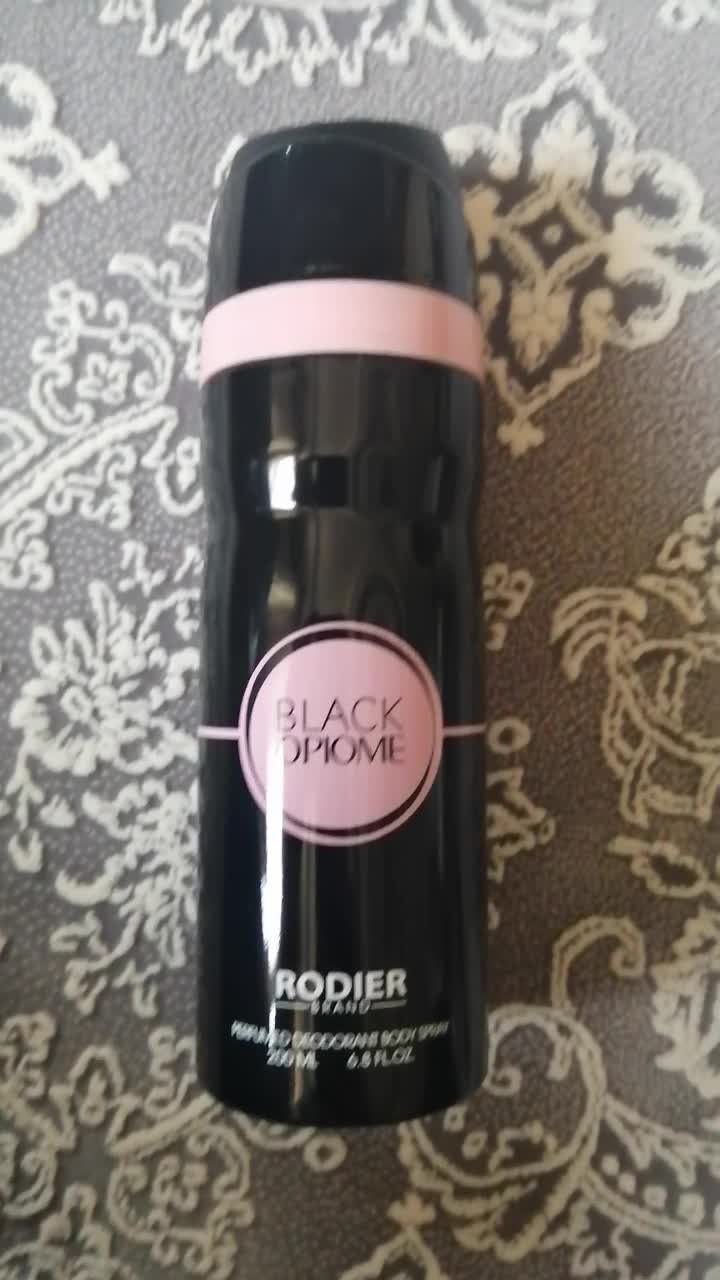 BLACK
OPIOME
RODIER
BRAND
PERFUMED DEODORANT BODY SPRAY
200 ML 6.8 FL.OZ.